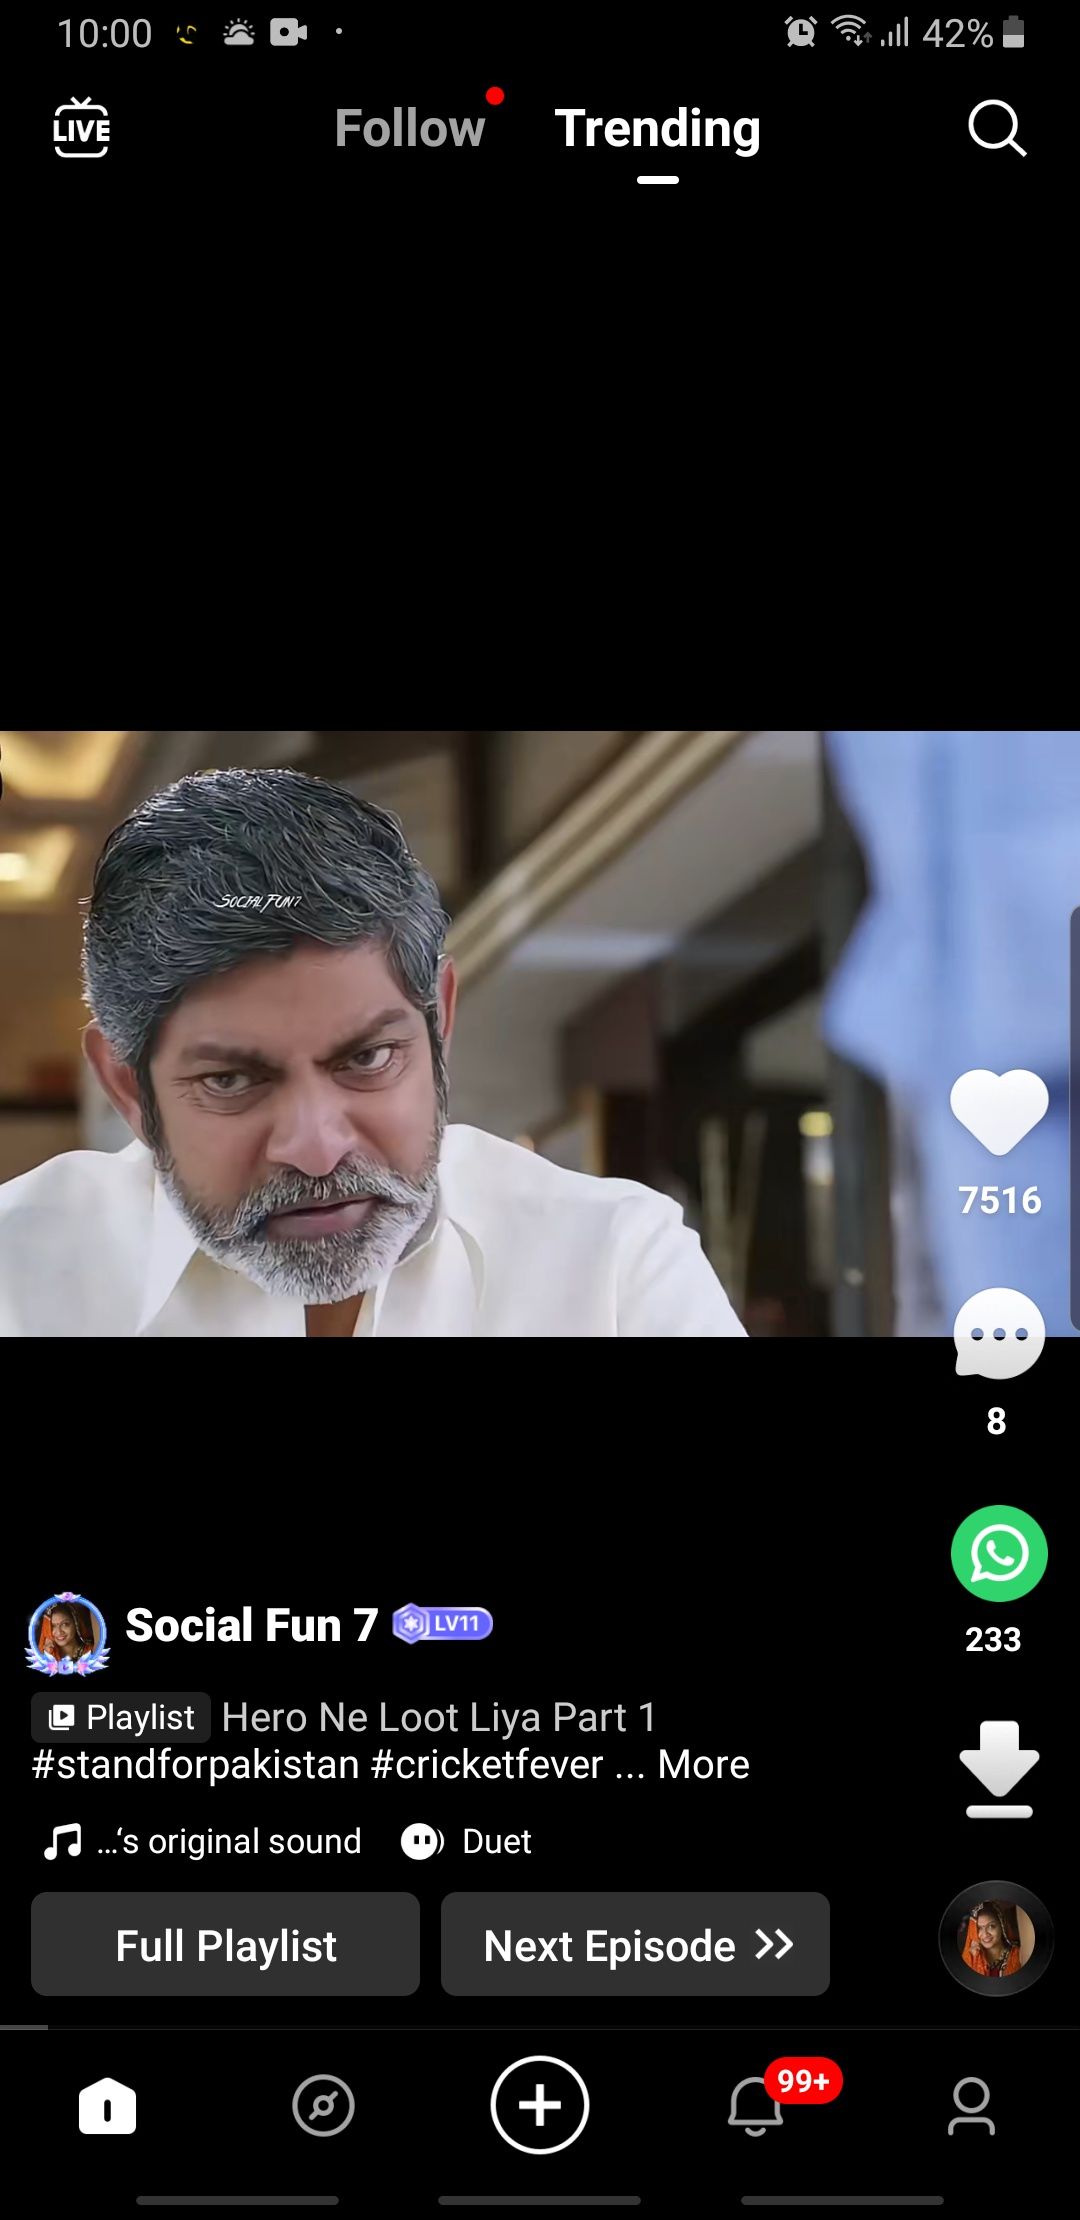 10:00
42%
LIVE
Follow
Trending
SOCIAL FUN7
7516
8
233
Social Fun 7 LV11
Playlist Hero Ne Loot Liya Part 1
#standforpakistan #cricketfever ... More
...‘s original sound Duet
Full Playlist
Next Episode
99+